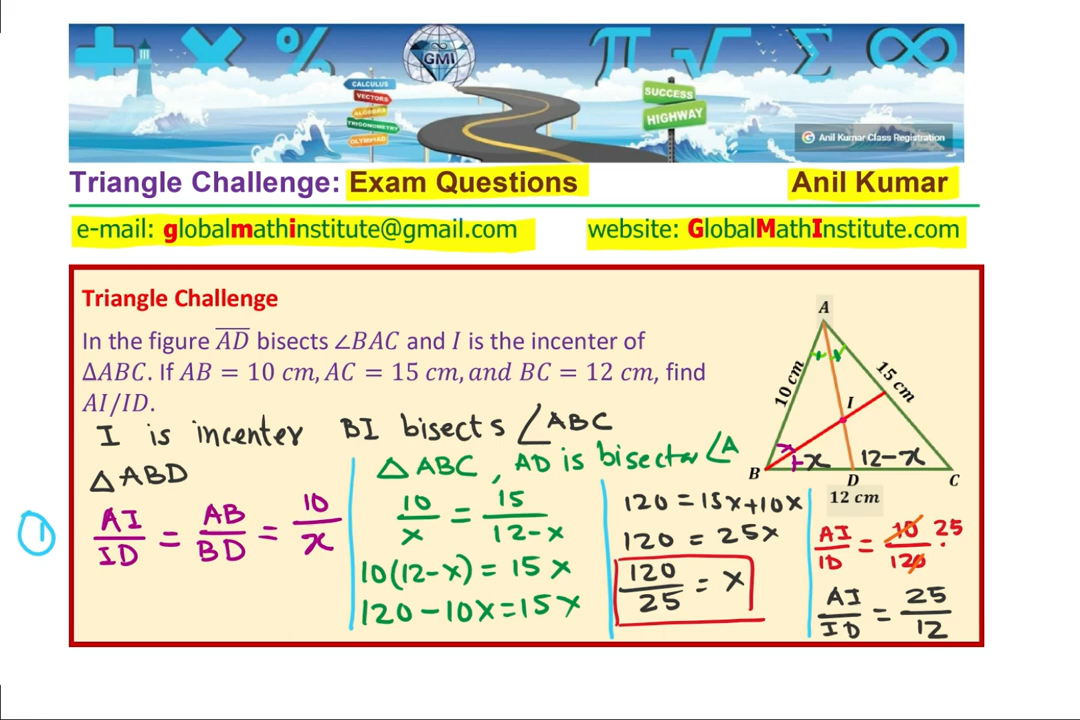 GMI
CALCULUS
VECTORS
ALGEBRA
TRIGONOMETRY
OLYMPIAD
SUCCESS
HIGHWAY
Anil Kumar Class Registration
Triangle Challenge: Exam Questions Anil Kumar
e-mail: globalmathinstitute@gmail.com website: GlobalMathInstitute.com
Triangle Challenge
In the figure \overline{AD} bisects ∠BAC and I is the incenter of
ΔABC. If AB = 10 cm, AC = 15 cm, and BC = 12 cm, find
AI/ID.
A
10 cm
15 cm
I
B
x
12-x
D
C
12 cm
I is incenter BI bisects ∠ABC
△ABD
①
AI/ID = AB/BD = 10/x
△ABC, AD is bisector ∠A
10/x = 15/12-x
10(12-x) = 15x
120-10x=15x
120=15x+10x
120 = 25x
120/25 = x
AI/ID = 10/120 · 25
AI/ID = 25/12